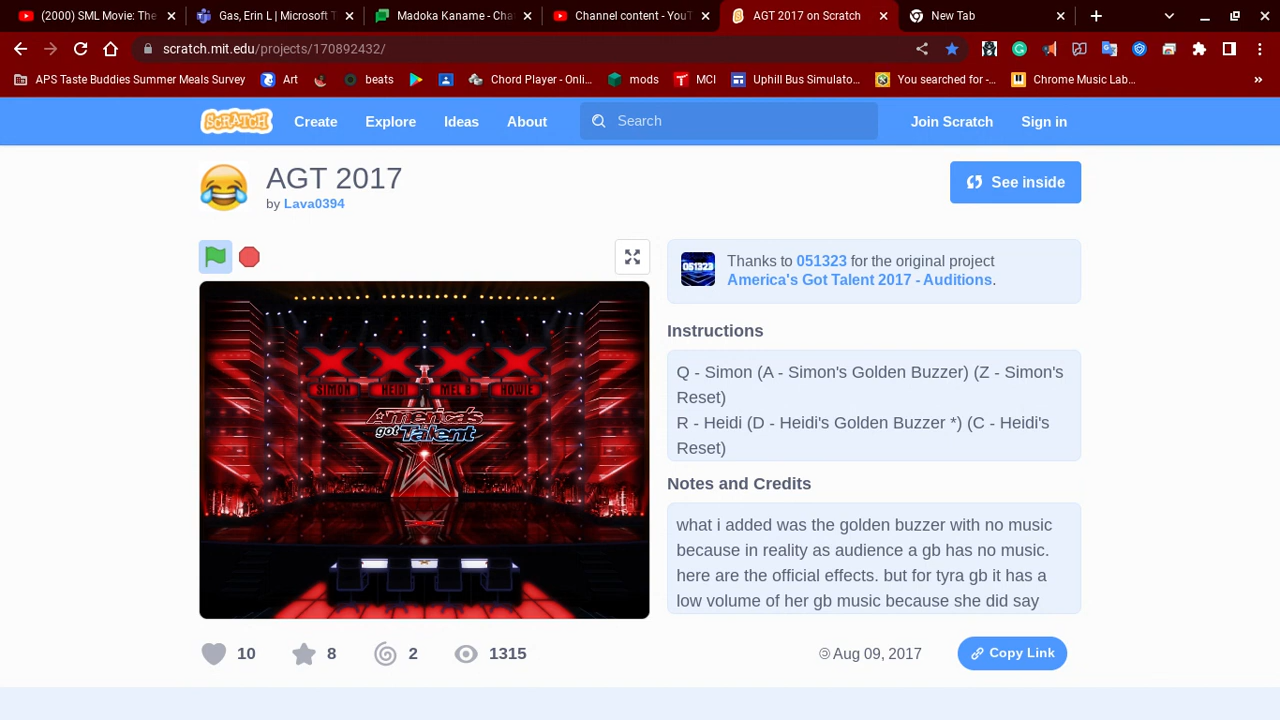 (2000) SML Movie: The
Gas, Erin L | Microsoft T
Madoka Kaname - Cha
Channel content - YouT
AGT 2017 on Scratch
New Tab
scratch.mit.edu/projects/170892432/
APS Taste Buddies Summer Meals Survey
Art
beats
Chord Player - Onli...
mods
MCI
Uphill Bus Simulato...
You searched for -...
Chrome Music Lab...
»
SCRATCH
Create
Explore
Ideas
About
Search
Join Scratch
Sign in
AGT 2017
by Lava0394
See inside
051323
Thanks to 051323 for the original project
America's Got Talent 2017 - Auditions.
XXXX
SIMON HEIDI MEL B HOWIE
America's
got Talent
Instructions
Q - Simon (A - Simon's Golden Buzzer) (Z - Simon's
Reset)
R - Heidi (D - Heidi's Golden Buzzer *) (C - Heidi's
Reset)
Notes and Credits
what i added was the golden buzzer with no music
because in reality as audience a gb has no music.
here are the official effects. but for tyra gb it has a
low volume of her gb music because she did say
10
8
2
1315
Aug 09, 2017
Copy Link